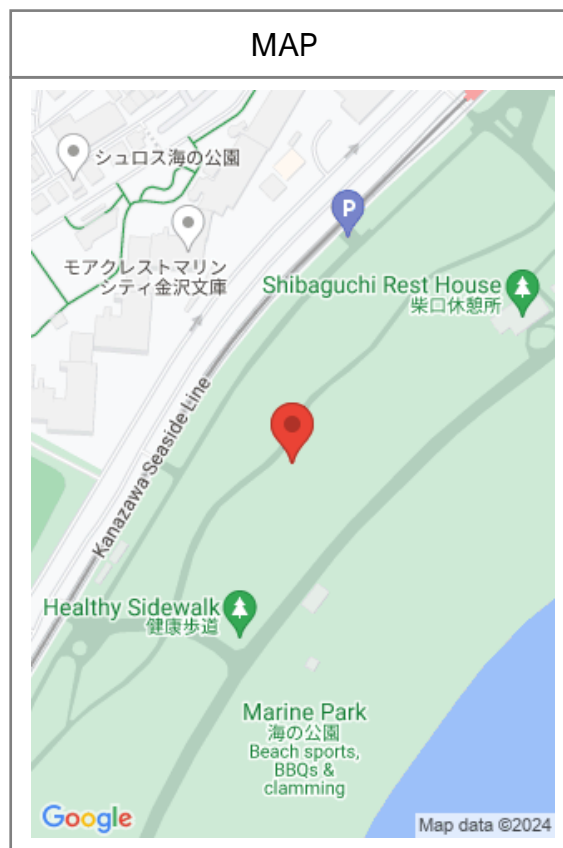 MAP
シュロス海の公園
P
モアクレストマリン
シティ金沢文庫
Shibaguchi Rest House
柴口休憩所
Kanazawa Seaside Line
Healthy Sidewalk
健康歩道
Marine Park
海の公園
Beach sports,
BBQs &
clamming
Google
Map data ©2024